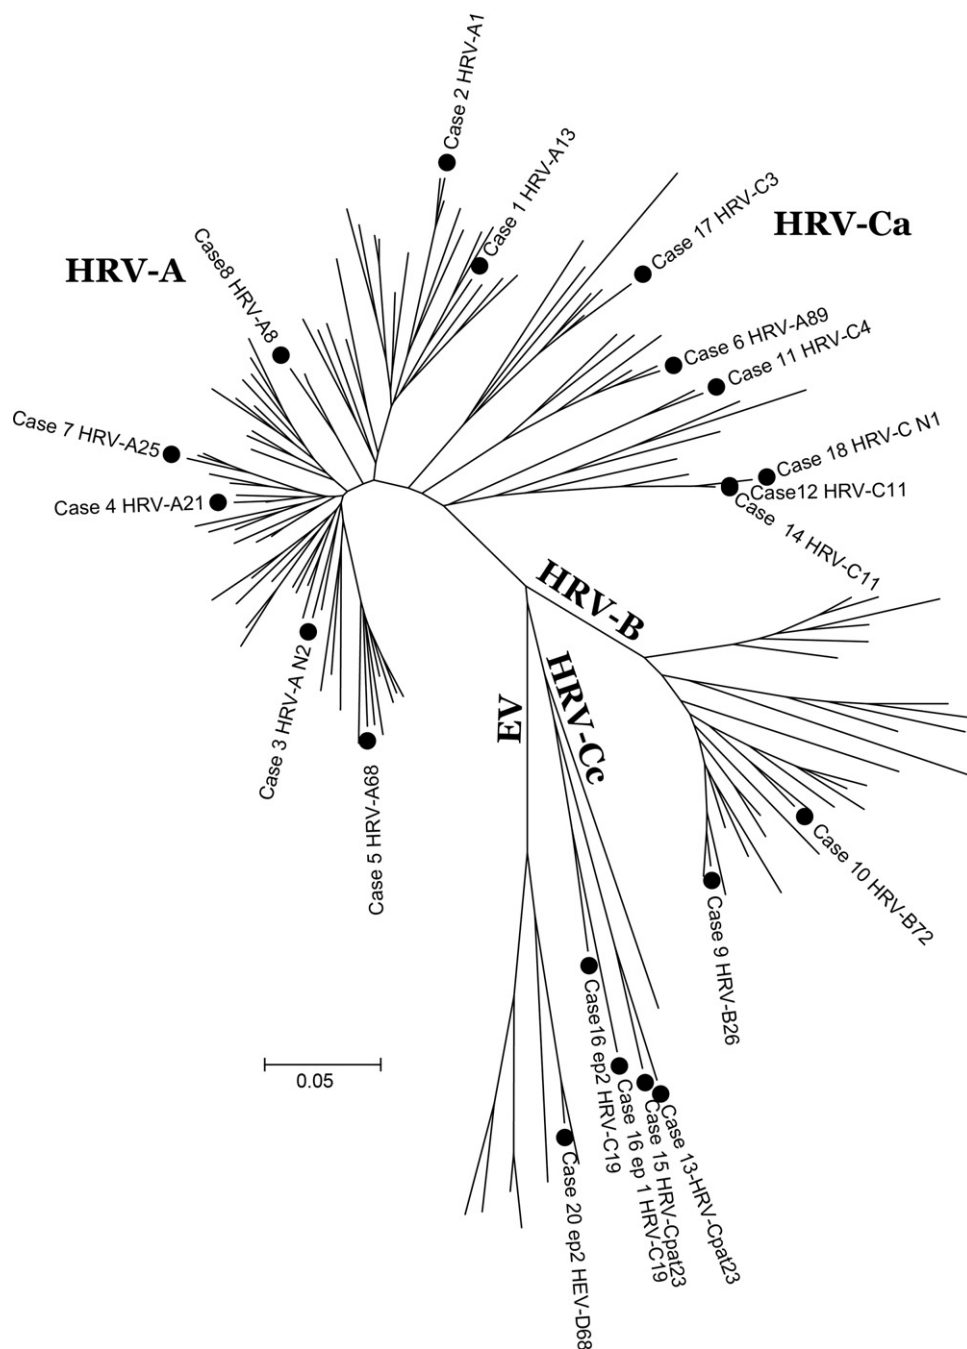 Case 2 HRV-A1
Case 1 HRV-A13
Case 17 HRV-C3
HRV-Ca
HRV-A
Case8 HRV-A8
Case 6 HRV-A89
Case 11 HRV-C4
Case 7 HRV-A25
Case 18 HRV-C N1
Case12 HRV-C11
Case 4 HRV-A21
Case 14 HRV-C11
HRV-B
HRV-Cc
EV
Case 3 HRV-A N2
Case 5 HRV-A68
Case 10 HRV-B72
Case 9 HRV-B26
Case16 ep2 HRV-C19
Case 16 ep 1 HRV-C19
Case 15 HRV-Cpat23
Case 13-HRV-Cpat23
0.05
Case 20 ep2 HEV-D68